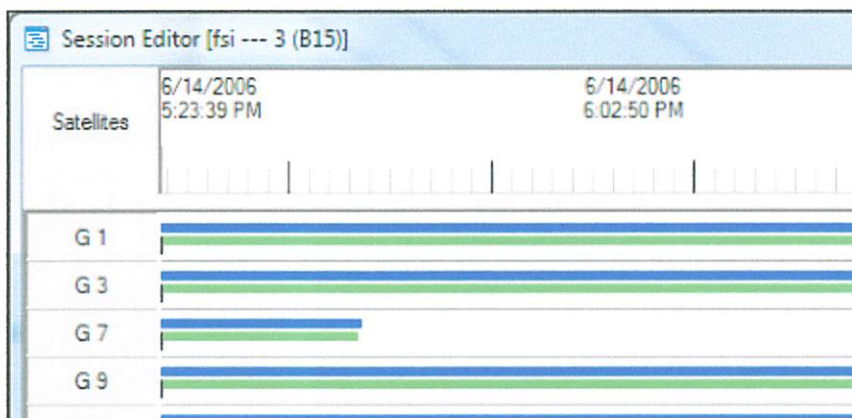 Session Editor [fsi --- 3 (B15)]
Satellites
6/14/2006 6/14/2006
5:23:39 PM 6:02:50 PM
G 1
G 3
G 7
G 9